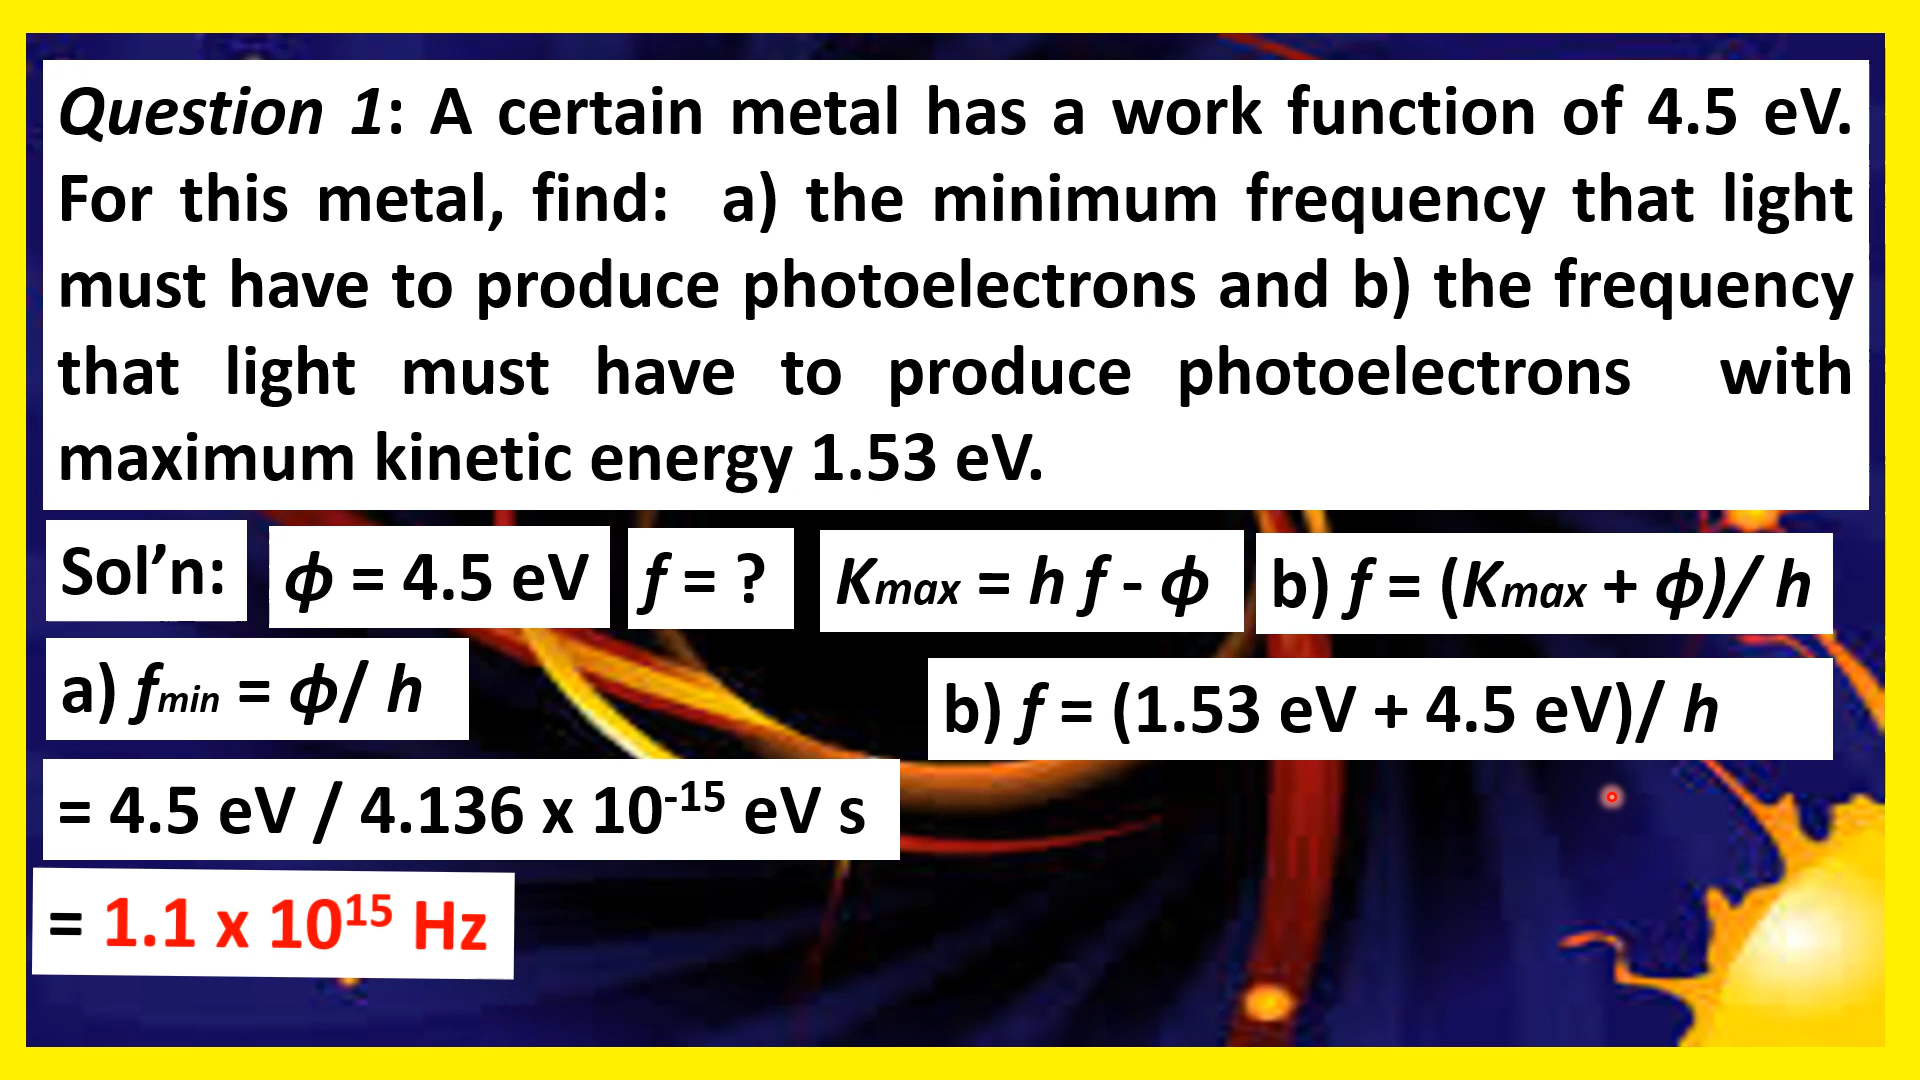 Question 1: A certain metal has a work function of 4.5 eV.
For this metal, find: a) the minimum frequency that light
must have to produce photoelectrons and b) the frequency
that light must have to produce photoelectrons with
maximum kinetic energy 1.53 eV.
Sol’n: ϕ = 4.5 eV f = ? Kmax = h f - ϕ b) f = (Kmax + ϕ)/ h
a) fmin = ϕ/ h
b) f = (1.53 eV + 4.5 eV)/ h
= 4.5 eV / 4.136 x 10⁻¹⁵ eV s
= 1.1 x 10¹⁵ Hz